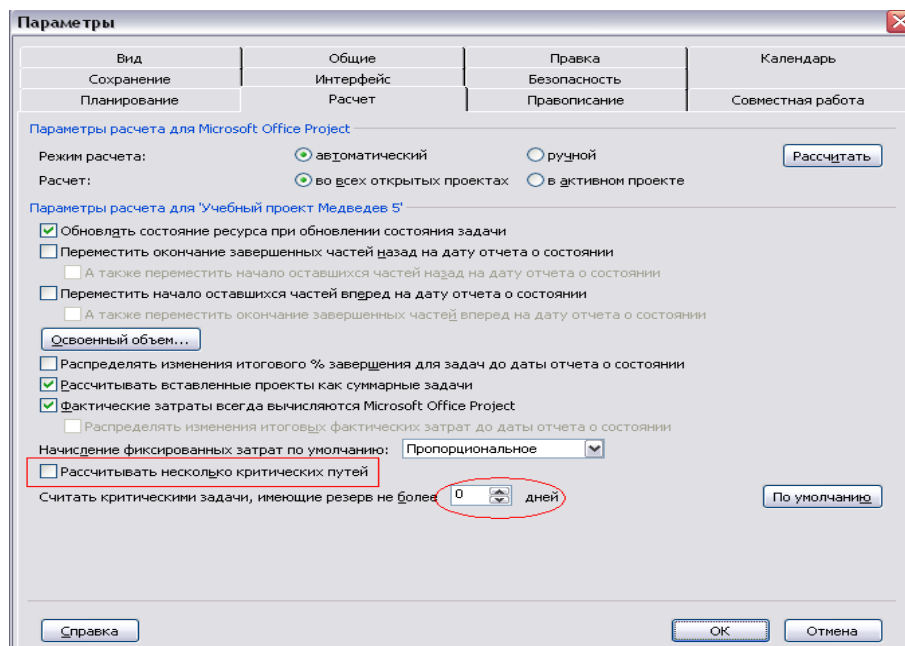 Параметры
Вид Общие Правка Календарь
Сохранение Интерфейс Безопасность
Планирование Расчет Правописание Совместная работа
Параметры расчета для Microsoft Office Project
Режим расчета: автоматический ручной Рассчитать
Расчет: во всех открытых проектах в активном проекте
Параметры расчета для 'Учебный проект Медведев 5'
Обновлять состояние ресурса при обновлении состояния задачи
Переместить окончание завершенных частей назад на дату отчета о состоянии
А также переместить начало оставшихся частей назад на дату отчета о состоянии
Переместить начало оставшихся частей вперед на дату отчета о состоянии
А также переместить окончание завершенных частей вперед на дату отчета о состоянии
Освоенный объем...
Распределять изменения итогового % завершения для задач до даты отчета о состоянии
Рассчитывать вставленные проекты как суммарные задачи
Фактические затраты всегда вычисляются Microsoft Office Project
Распределять изменения итоговых фактических затрат до даты отчета о состоянии
Начисление фиксированных затрат по умолчанию: Пропорциональное
Рассчитывать несколько критических путей
Считать критическими задачи, имеющие резерв не более 0 дней По умолчанию
Справка ОК Отмена